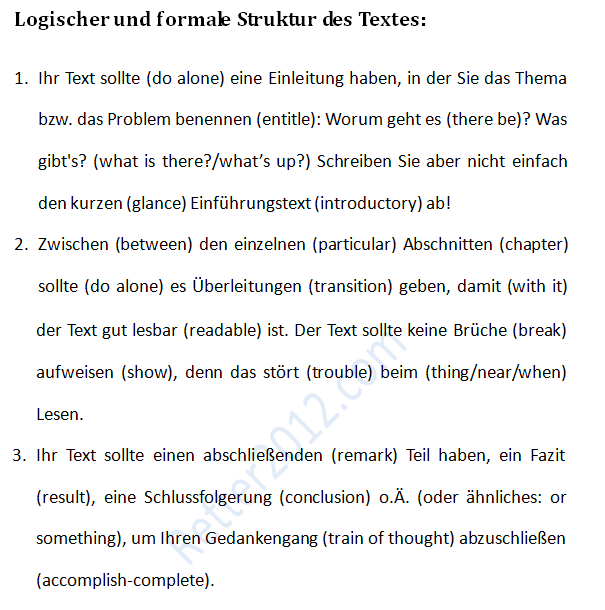 Logischer und formale Struktur des Textes:
1. Ihr Text sollte (do alone) eine Einleitung haben, in der Sie das Thema
bzw. das Problem benennen (entitle): Worum geht es (there be)? Was
gibt's? (what is there?/what’s up?) Schreiben Sie aber nicht einfach
den kurzen (glance) Einführungstext (introductory) ab!
2. Zwischen (between) den einzelnen (particular) Abschnitten (chapter)
sollte (do alone) es Überleitungen (transition) geben, damit (with it)
der Text gut lesbar (readable) ist. Der Text sollte keine Brüche (break)
aufweisen (show), denn das stört (trouble) beim (thing/near/when)
Lesen.
3. Ihr Text sollte einen abschließenden (remark) Teil haben, ein Fazit
(result), eine Schlussfolgerung (conclusion) o.Ä. (oder ähnliches: or
something), um Ihren Gedankengang (train of thought) abzuschließen
(accomplish-complete).
Retter2012.com